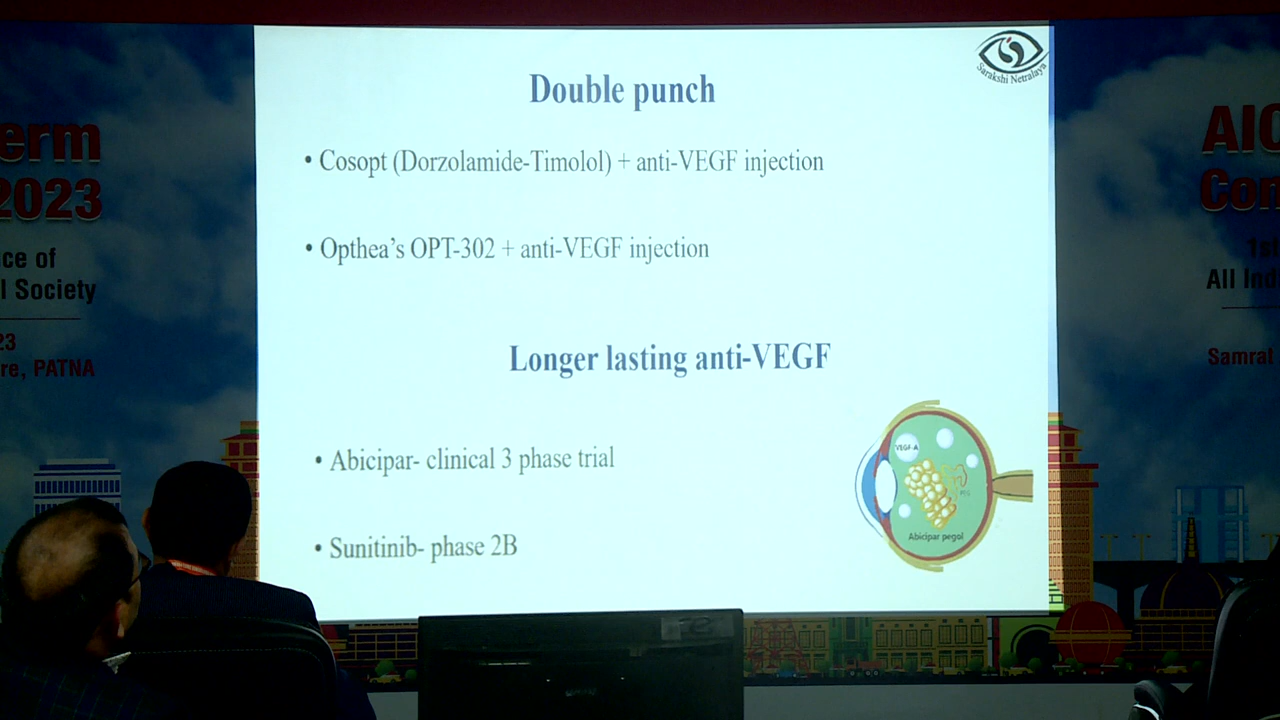 Sarakshi Netralaya
Double punch
• Cosopt (Dorzolamide-Timolol) + anti-VEGF injection
• Opthea's OPT-302 + anti-VEGF injection
Longer lasting anti-VEGF
• Abicipar- clinical 3 phase trial
• Sunitinib- phase 2B
VEGF-A
PEG
Abicipar pegol
erm
2023
ce of
l Society
23
re, PATNA
AIO
Con
1s
All Ind
Samrat